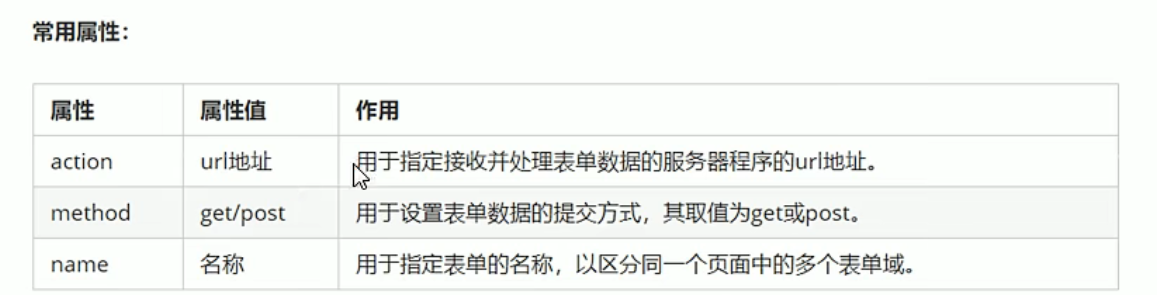 常用属性：
属性 属性值 作用
action url地址 用于指定接收并处理表单数据的服务器程序的url地址。
method get/post 用于设置表单数据的提交方式，其取值为get或post。
name 名称 用于指定表单的名称，以区分同一个页面中的多个表单域。